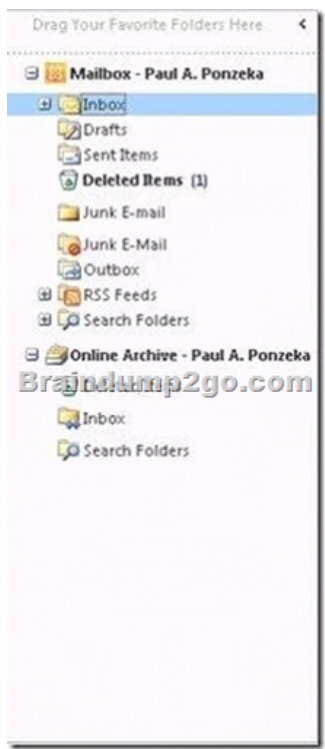 Drag Your Favorite Folders Here
Mailbox - Paul A. Ponzeka
Inbox
Drafts
Sent Items
Deleted Items (1)
Junk E-mail
Junk E-Mail
Outbox
RSS Feeds
Search Folders
Online Archive - Paul A. Ponzeka
Braindump2go.com
Inbox
Search Folders